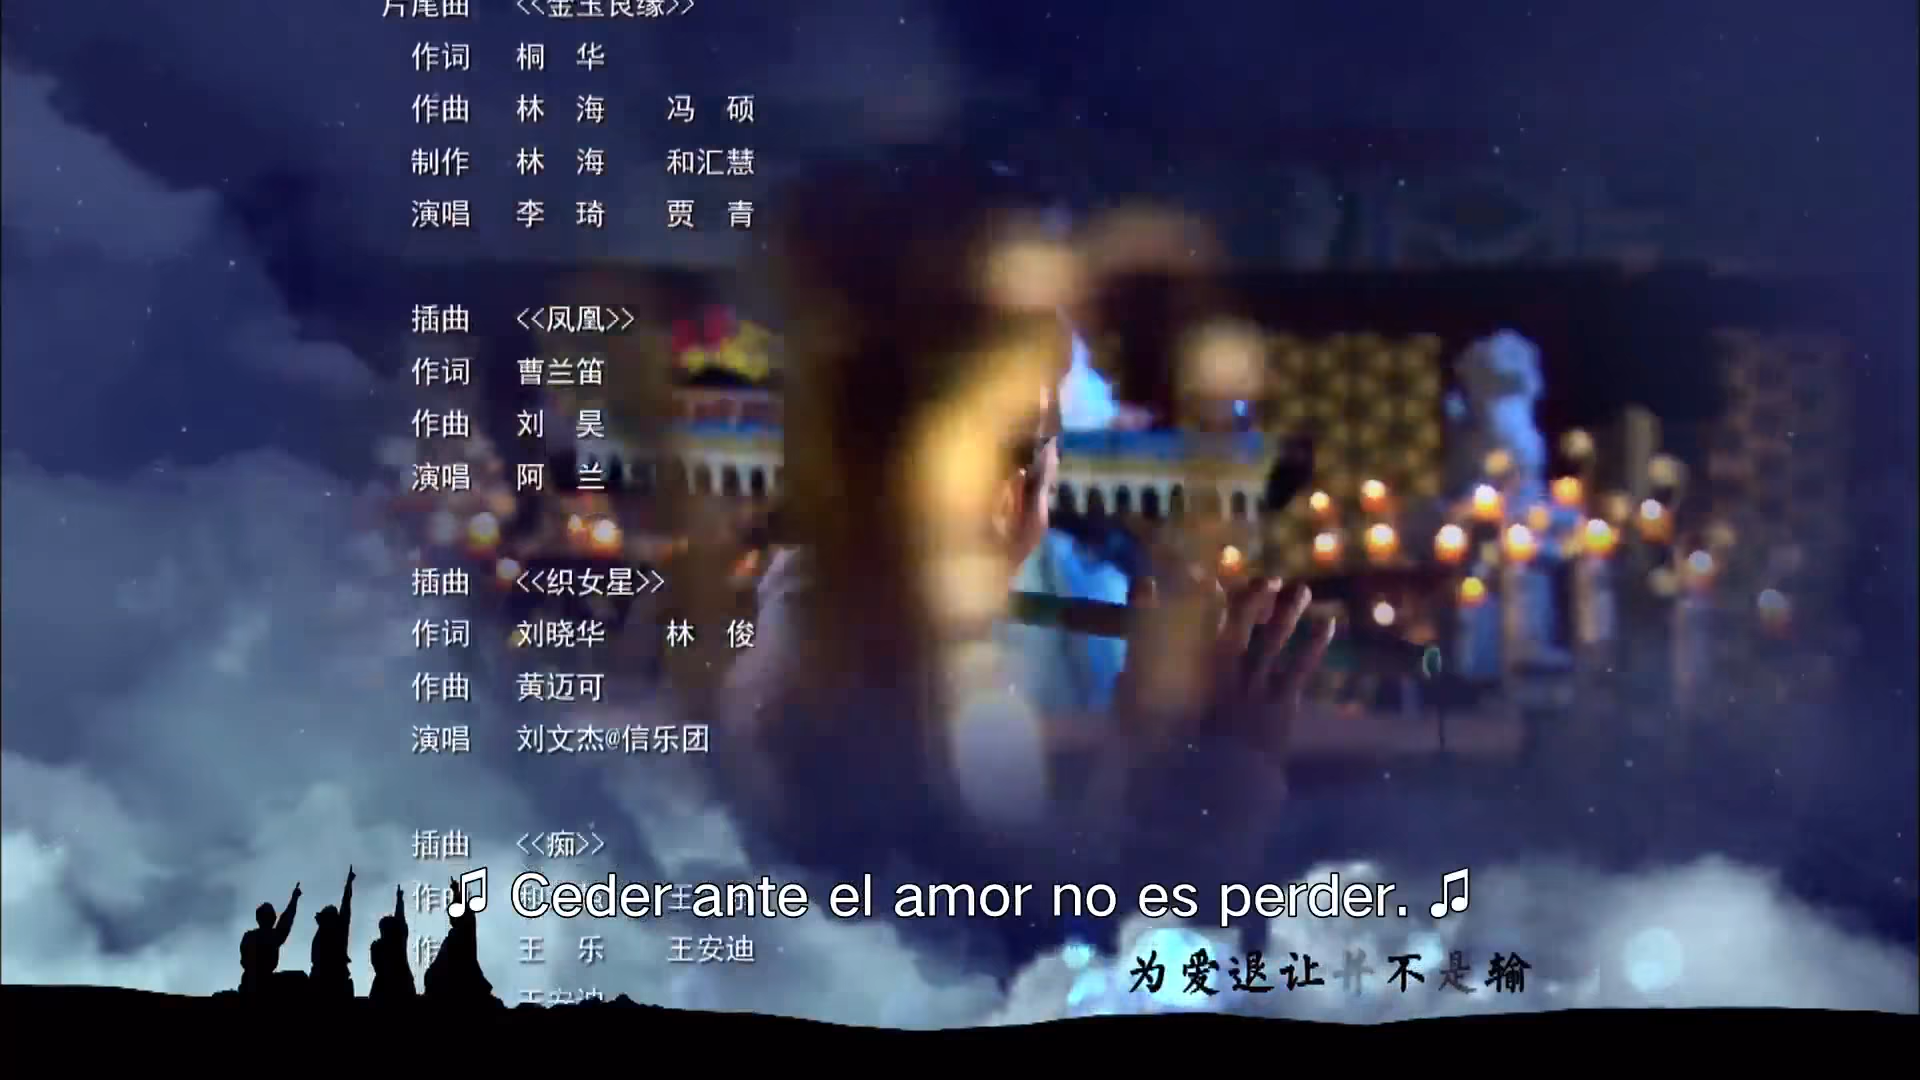 片尾曲 <<金玉良缘>>
作词 桐 华
作曲 林 海 冯 硕
制作 林 海 和汇慧
演唱 李 琦 贾 青
插曲 <<凤凰>>
作词 曹兰笛
作曲 刘 昊
演唱 阿 兰
插曲 <<织女星>>
作词 刘晓华 林 俊
作曲 黄迈可
演唱 刘文杰@信乐团
插曲 <<痴>>
♫ Ceder ante el amor no es perder. ♫
王 乐 王安迪
为爱退让并不是输
王安迪